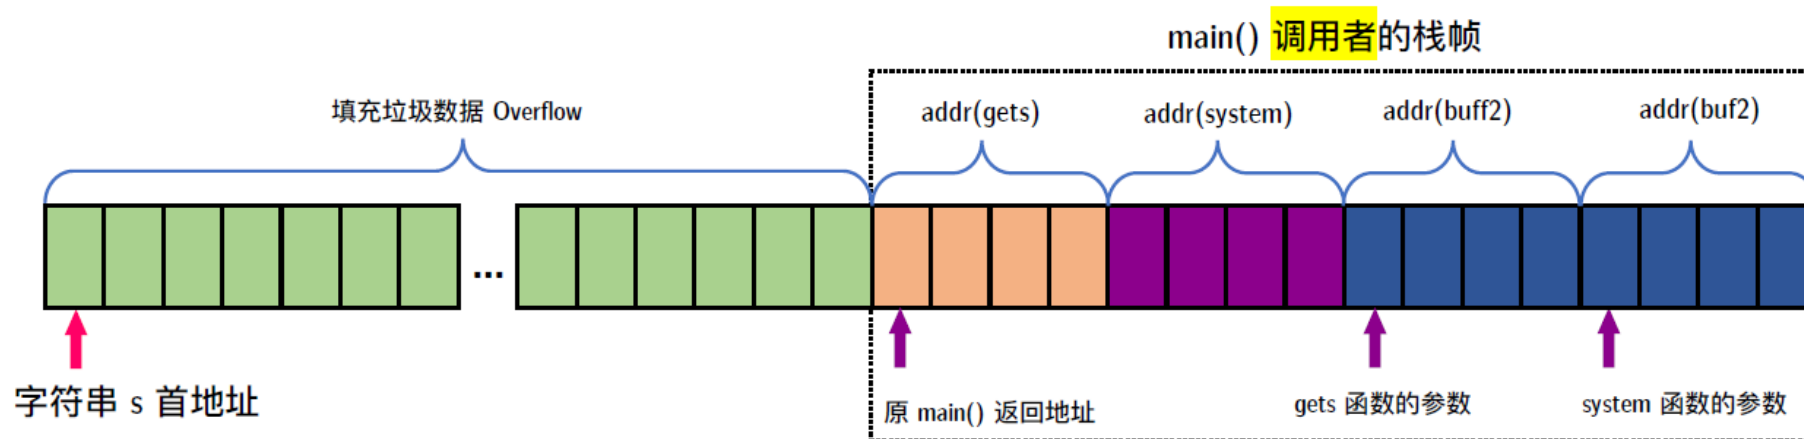 main() 调用者的栈帧
填充垃圾数据 Overflow
addr(gets)
addr(system)
addr(buff2)
addr(buf2)
...
字符串 s 首地址
原 main() 返回地址
gets 函数的参数
system 函数的参数